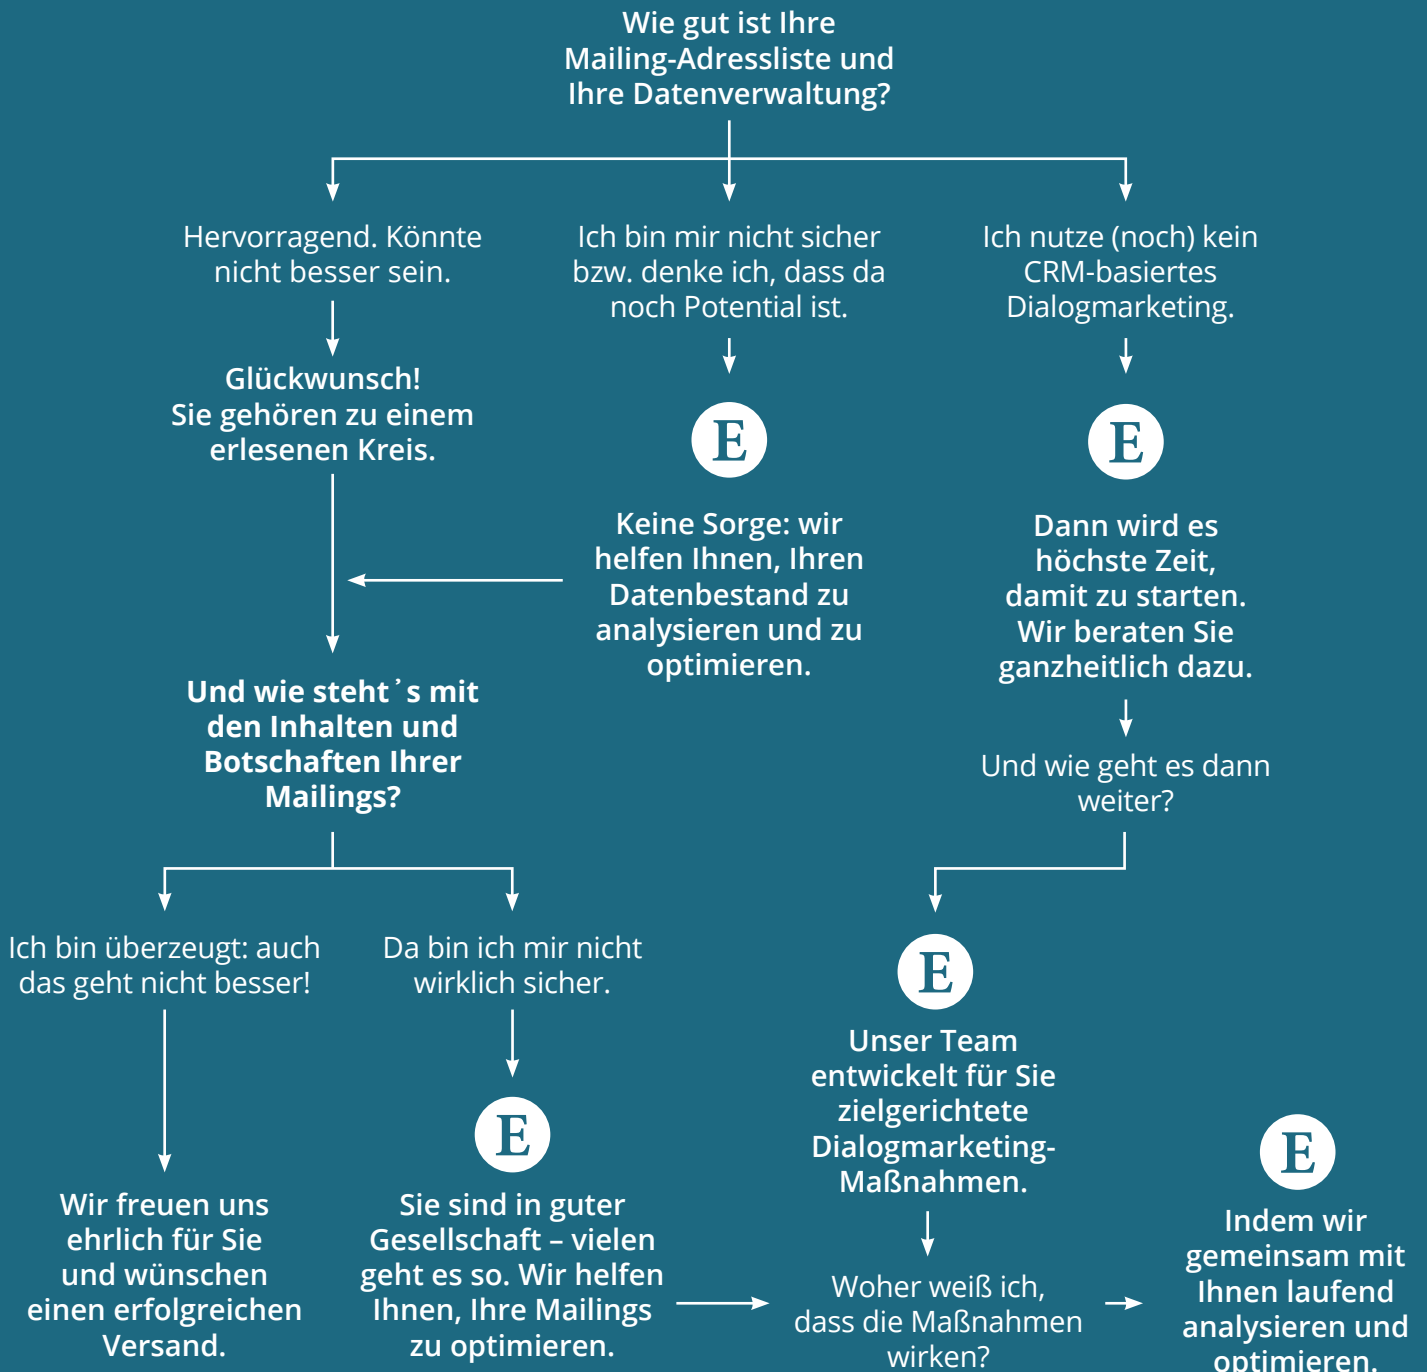 Wie gut ist Ihre
Mailing-Adressliste und
Ihre Datenverwaltung?
Hervorragend. Könnte
nicht besser sein.
Ich bin mir nicht sicher
bzw. denke ich, dass da
noch Potential ist.
Ich nutze (noch) kein
CRM-basiertes
Dialogmarketing.
Glückwunsch!
Sie gehören zu einem
erlesenen Kreis.
E
Keine Sorge: wir
helfen Ihnen, Ihren
Datenbestand zu
analysieren und zu
optimieren.
E
Dann wird es
höchste Zeit,
damit zu starten.
Wir beraten Sie
ganzheitlich dazu.
Und wie steht᾽s mit
den Inhalten und
Botschaften Ihrer
Mailings?
Und wie geht es dann
weiter?
Ich bin überzeugt: auch
das geht nicht besser!
Da bin ich mir nicht
wirklich sicher.
E
Unser Team
entwickelt für Sie
zielgerichtete
Dialogmarketing-
Maßnahmen.
Wir freuen uns
ehrlich für Sie
und wünschen
einen erfolgreichen
Versand.
E
Sie sind in guter
Gesellschaft – vielen
geht es so. Wir helfen
Ihnen, Ihre Mailings
zu optimieren.
Woher weiß ich,
dass die Maßnahmen
wirken?
E
Indem wir
gemeinsam mit
Ihnen laufend
analysieren und
optimieren.